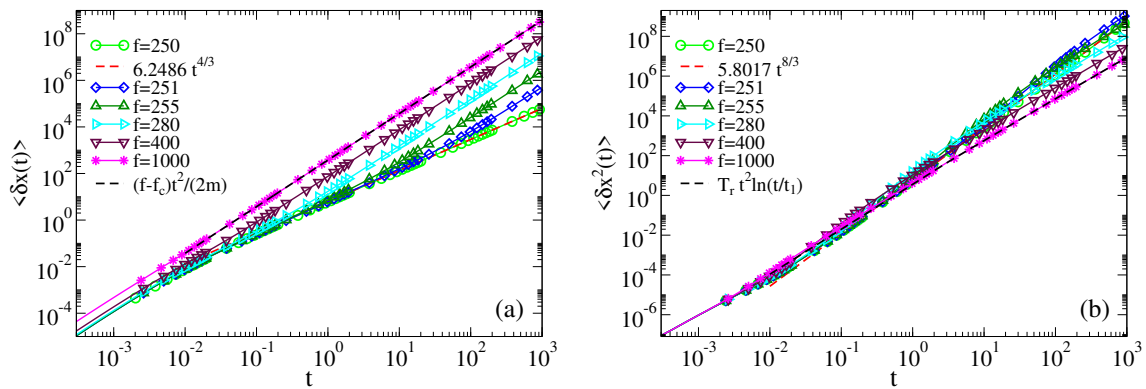 10^8
10^6
10^4
10^2
10^0
10^-2
10^-4
<δx(t)>
f=250
6.2486 t^4/3
f=251
f=255
f=280
f=400
f=1000
(f-f_c)t^2/(2m)
(a)
10^-3 10^-2 10^-1 10^0 10^1 10^2 10^3
t
10^8
10^6
10^4
10^2
10^0
10^-2
10^-4
10^-6
<δx^2(t)>
f=250
5.8017 t^8/3
f=251
f=255
f=280
f=400
f=1000
T_r t^2ln(t/t_1)
(b)
10^-3 10^-2 10^-1 10^0 10^1 10^2 10^3
t